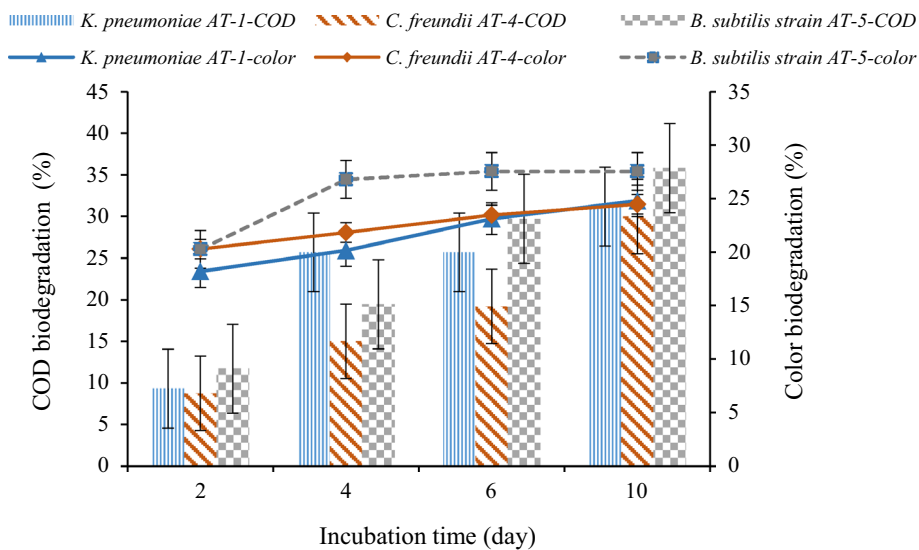 K. pneumoniae AT-1-COD C. freundii AT-4-COD B. subtilis strain AT-5-COD
K. pneumoniae AT-1-color C. freundii AT-4-color B. subtilis strain AT-5-color
45 35
40
30
35
25
30
25 20
20 15
15
10
10
5
5
0 0
COD biodegradation (%)
Color biodegradation (%)
2 4 6 10
Incubation time (day)